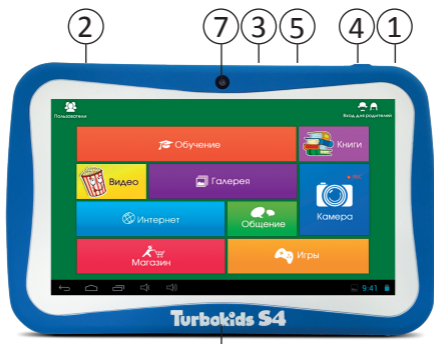 2
7
3
5
4
1
Пользователи
Вход для родителей
Обучение
Книги
Видео
Галерея
REC
Камера
Интернет
Общение
Магазин
Игры
9:41
Turbokids S4